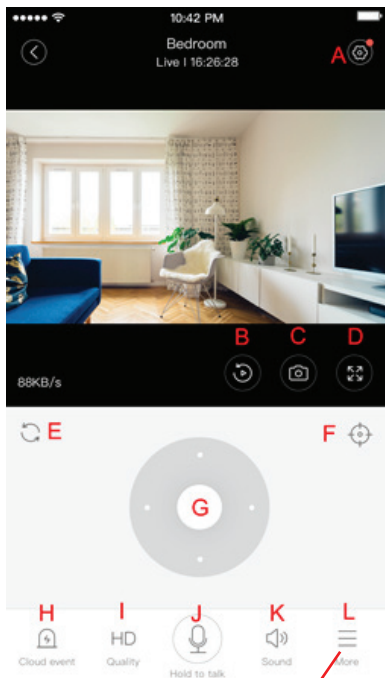 10:42 PM
Bedroom
Live | 16:26:28
A
B C D
88KB/s
E F
G
H I J K L
HD
Cloud event Quality Hold to talk Sound More